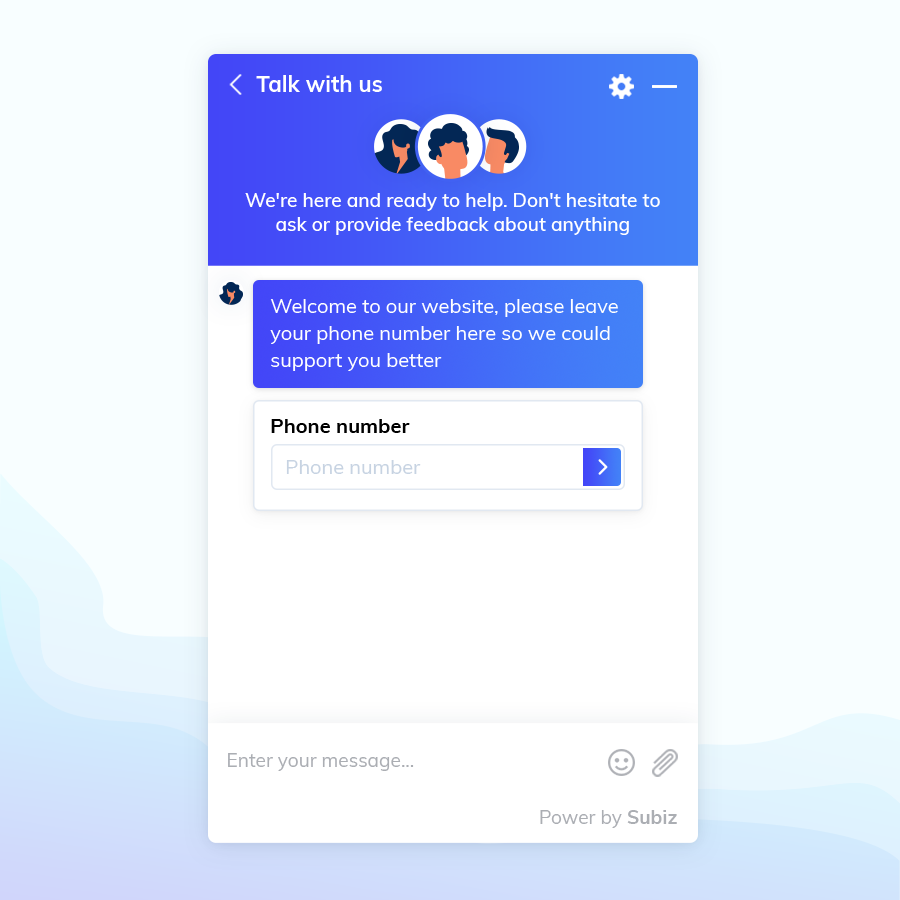 Talk with us
We're here and ready to help. Don't hesitate to
ask or provide feedback about anything
Welcome to our website, please leave
your phone number here so we could
support you better
Phone number
Phone number
Enter your message...
Power by Subiz